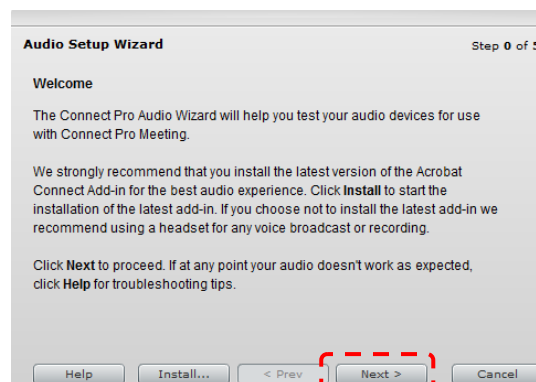 Audio Setup Wizard Step 0 of 5
Welcome
The Connect Pro Audio Wizard will help you test your audio devices for use
with Connect Pro Meeting.
We strongly recommend that you install the latest version of the Acrobat
Connect Add-in for the best audio experience. Click Install to start the
installation of the latest add-in. If you choose not to install the latest add-in we
recommend using a headset for any voice broadcast or recording.
Click Next to proceed. If at any point your audio doesn't work as expected,
click Help for troubleshooting tips.
Help Install... < Prev Next > Cancel